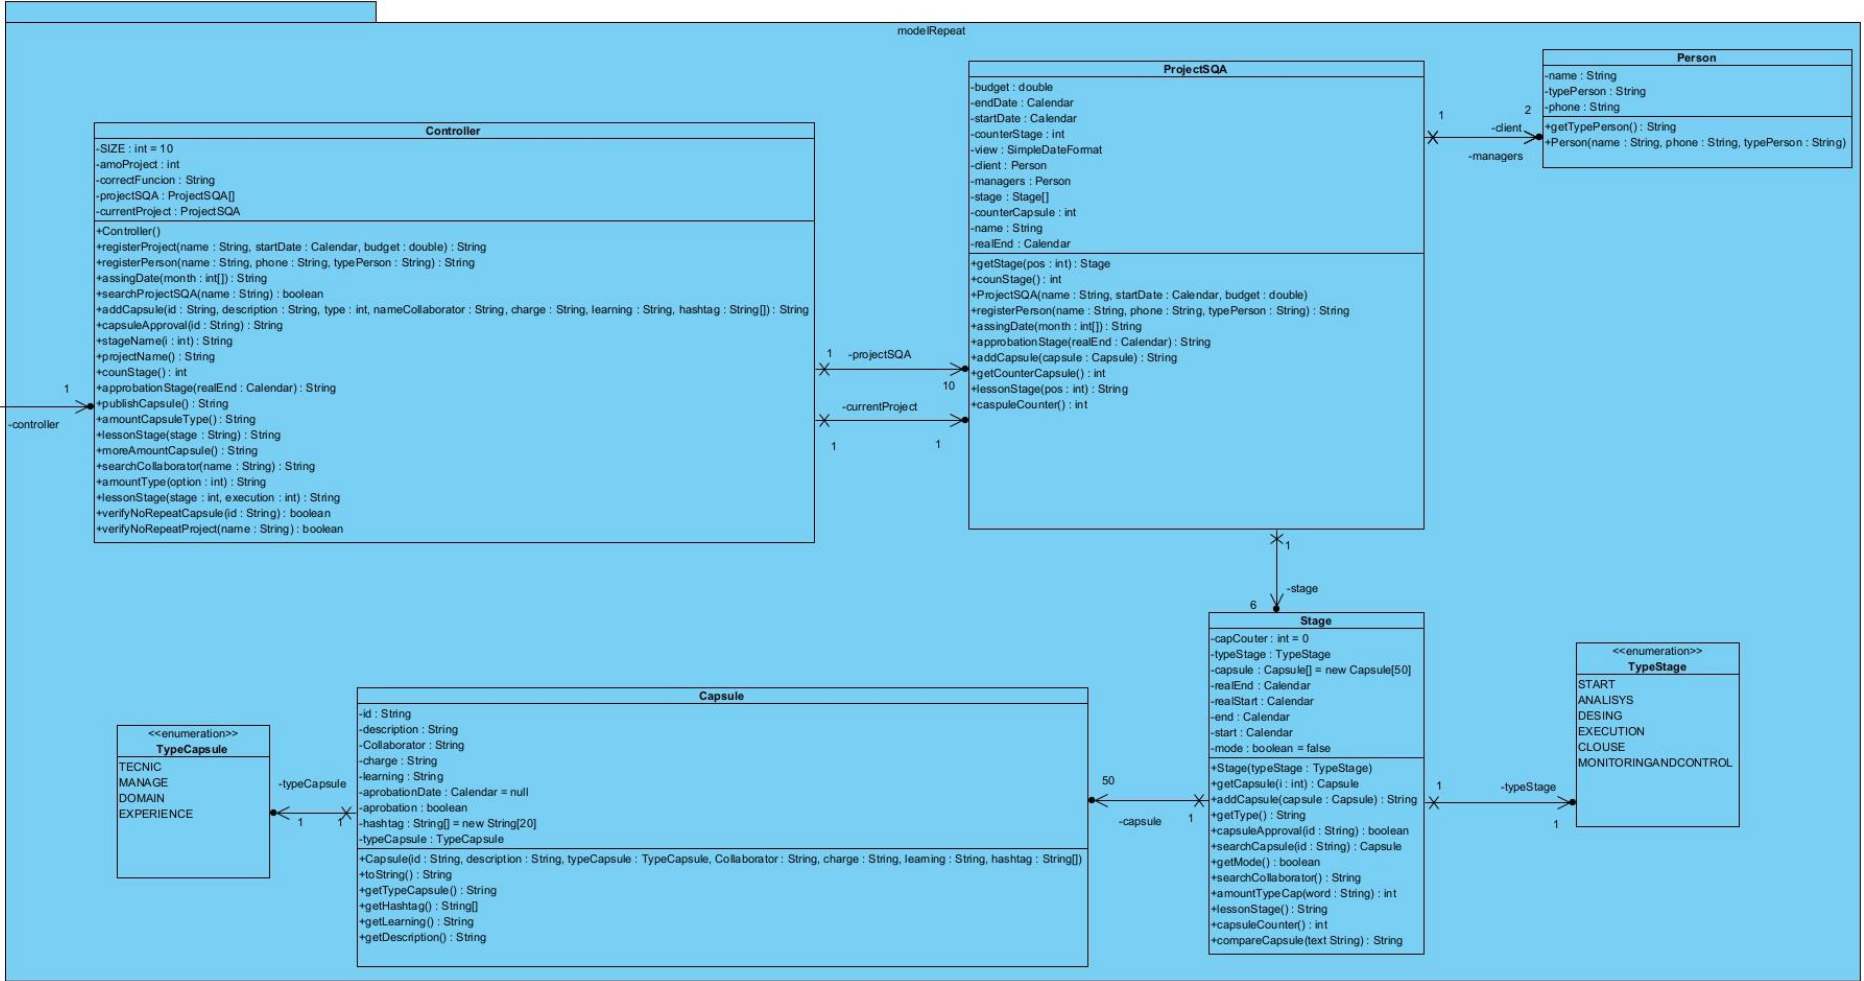 modelRepeat
Controller
-SIZE : int = 10
-amoProject : int
-correctFuncion : String
-projectSQA : ProjectSQA[]
-currentProject : ProjectSQA
+Controller()
+registerProject(name : String, startDate : Calendar, budget : double) : String
+registerPerson(name : String, phone : String, typePerson : String) : String
+assingDate(month : int[]) : String
+searchProjectSQA(name : String) : boolean
+addCapsule(id : String, description : String, type : int, nameCollaborator : String, charge : String, learning : String, hashtag : String[]) : String
+capsuleApproval(id : String) : String
+stageName(i : int) : String
+projectName() : String
+counStage() : int
+approbationStage(realEnd : Calendar) : String
+publishCapsule() : String
+amountCapsuleType() : String
+lessonStage(stage : String) : String
+moreAmountCapsule() : String
+searchCollaborator(name : String) : String
+amountType(option : int) : String
+lessonStage(stage : int, execution : int) : String
+verifyNoRepeatCapsule(id : String) : boolean
+verifyNoRepeatProject(name : String) : boolean
1
-controller
1
-projectSQA
10
-currentProject
1
1
ProjectSQA
-budget : double
-endDate : Calendar
-startDate : Calendar
-counterStage : int
-view : SimpleDateFormat
-client : Person
-managers : Person
-stage : Stage[]
-counterCapsule : int
-name : String
-realEnd : Calendar
+getStage(pos : int) : Stage
+counStage() : int
+ProjectSQA(name : String, startDate : Calendar, budget : double)
+registerPerson(name : String, phone : String, typePerson : String) : String
+assingDate(month : int[]) : String
+approbationStage(realEnd : Calendar) : String
+addCapsule(capsule : Capsule) : String
+getCounterCapsule() : int
+lessonStage(pos : int) : String
+caspuleCounter() : int
1
2
-client
-managers
Person
-name : String
-typePerson : String
-phone : String
+getTypePerson() : String
+Person(name : String, phone : String, typePerson : String)
1
-stage
6
Stage
-capCouter : int = 0
-typeStage : TypeStage
-capsule : Capsule[] = new Capsule[50]
-realEnd : Calendar
-realStart : Calendar
-end : Calendar
-start : Calendar
-mode : boolean = false
+Stage(typeStage : TypeStage)
+getCapsule(i : int) : Capsule
+addCapsule(capsule : Capsule) : String
+getType() : String
+capsuleApproval(id : String) : boolean
+searchCapsule(id : String) : Capsule
+getMode() : boolean
+searchCollaborator() : String
+amountTypeCap(word : String) : int
+lessonStage() : String
+capsuleCounter() : int
+compareCapsule(text String) : String
1
-typeStage
1
<<enumeration>>
TypeStage
START
ANALISYS
DESING
EXECUTION
CLOUSE
MONITORINGANDCONTROL
50
-capsule
1
Capsule
-id : String
-description : String
-Collaborator : String
-charge : String
-learning : String
-aprobationDate : Calendar = null
-aprobation : boolean
-hashtag : String[] = new String[20]
-typeCapsule : TypeCapsule
+Capsule(id : String, description : String, typeCapsule : TypeCapsule, Collaborator : String, charge : String, learning : String, hashtag : String[])
+toString() : String
+getTypeCapsule() : String
+getHashtag() : String[]
+getLearning() : String
+getDescription() : String
-typeCapsule
1
1
<<enumeration>>
TypeCapsule
TECNIC
MANAGE
DOMAIN
EXPERIENCE